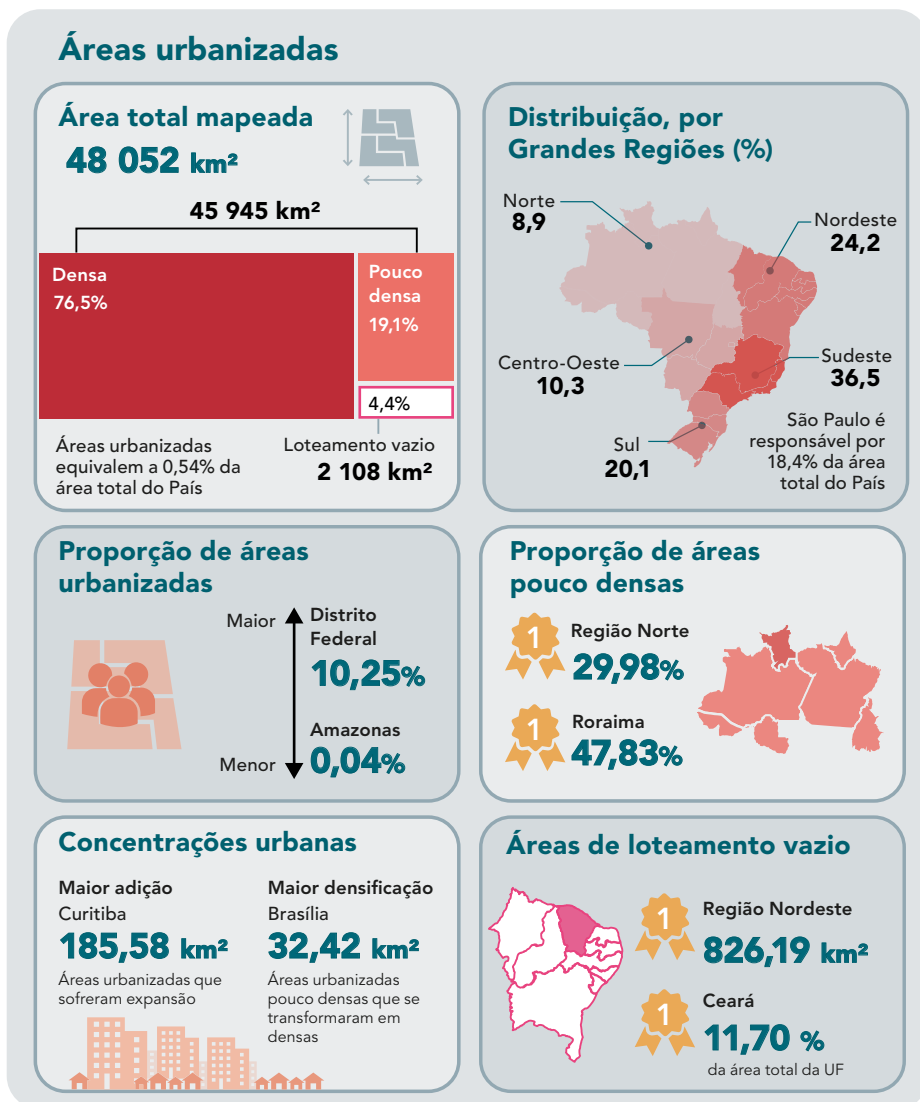 Áreas urbanizadas
Área total mapeada
48 052 km²
45 945 km²
Densa
76,5%
Pouco
densa
19,1%
4,4%
Áreas urbanizadas
equivalem a 0,54% da
área total do País
Loteamento vazio
2 108 km²
Distribuição, por
Grandes Regiões (%)
Norte
8,9
Nordeste
24,2
Centro-Oeste
10,3
Sudeste
36,5
Sul
20,1
São Paulo é
responsável por
18,4% da área
total do País
Proporção de áreas
urbanizadas
Maior
Distrito
Federal
10,25%
Amazonas
Menor
0,04%
Proporção de áreas
pouco densas
1
Região Norte
29,98%
1
Roraima
47,83%
Concentrações urbanas
Maior adição
Curitiba
185,58 km²
Áreas urbanizadas que
sofreram expansão
Maior densificação
Brasília
32,42 km²
Áreas urbanizadas
pouco densas que se
transformaram em
densas
Áreas de loteamento vazio
1
Região Nordeste
826,19 km²
1
Ceará
11,70 %
da área total da UF